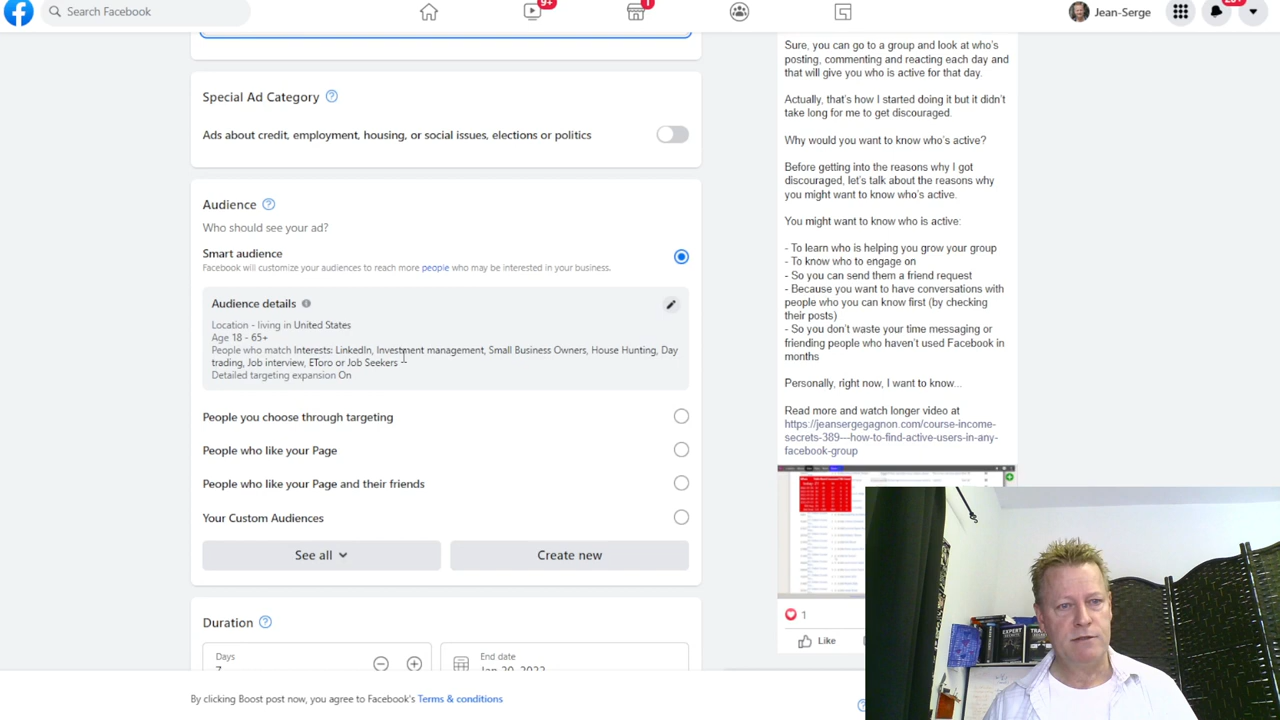 Search Facebook
9+
1
Jean-Serge
20+
Special Ad Category
Ads about credit, employment, housing, or social issues, elections or politics
Audience
Who should see your ad?
Smart audience
Facebook will customize your audiences to reach more people who may be interested in your business.
Audience details
Location - living in United States
Age 18 - 65+
People who match Interests: LinkedIn, Investment management, Small Business Owners, House Hunting, Day
trading, Job interview, EToro or Job Seekers
Detailed targeting expansion On
People you choose through targeting
People who like your Page
People who like your Page and their friends
Your Custom Audiences
See all
Create new
Duration
Days
7
End date
Jan 20, 2022
By clicking Boost post now, you agree to Facebook's Terms & conditions
Sure, you can go to a group and look at who's
posting, commenting and reacting each day and
that will give you who is active for that day.
Actually, that's how I started doing it but it didn't
take long for me to get discouraged.
Why would you want to know who's active?
Before getting into the reasons why I got
discouraged, let's talk about the reasons why
you might want to know who's active.
You might want to know who is active:
- To learn who is helping you grow your group
- To know who to engage on
- So you can send them a friend request
- Because you want to have conversations with
people who you can know first (by checking
their posts)
- So you don't waste your time messaging or
friending people who haven't used Facebook in
months
Personally, right now, I want to know...
Read more and watch longer video at
https://jeansergegagnon.com/course-income-
secrets-389---how-to-find-active-users-in-any-
facebook-group
1
Like
EXPERT
SECRETS